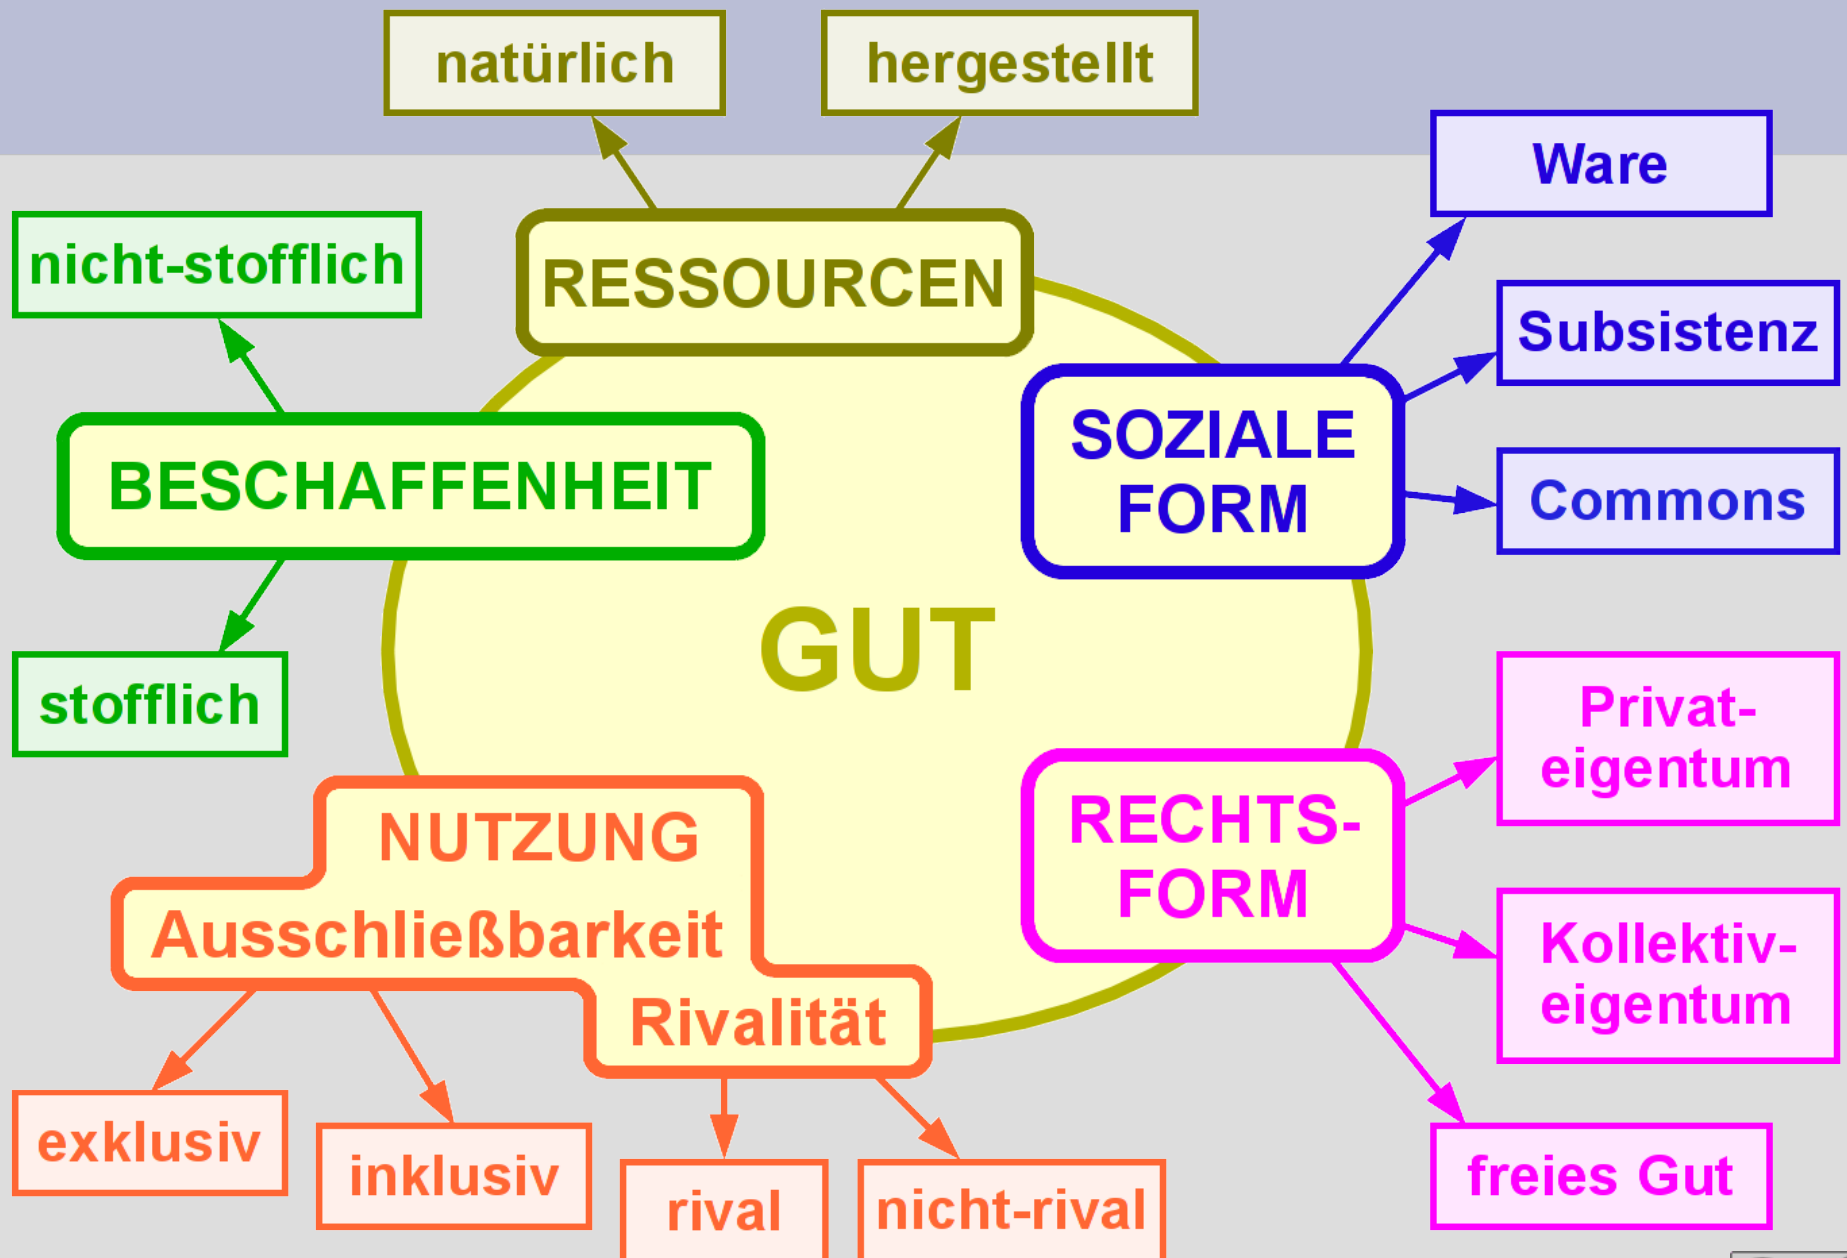 natürlich
hergestellt
Ware
nicht-stofflich
RESSOURCEN
Subsistenz
BESCHAFFENHEIT
SOZIALE
FORM
Commons
GUT
stofflich
Privat-
eigentum
NUTZUNG
Ausschließbarkeit
Rivalität
RECHTS-
FORM
Kollektiv-
eigentum
exklusiv
inklusiv
rival
nicht-rival
freies Gut